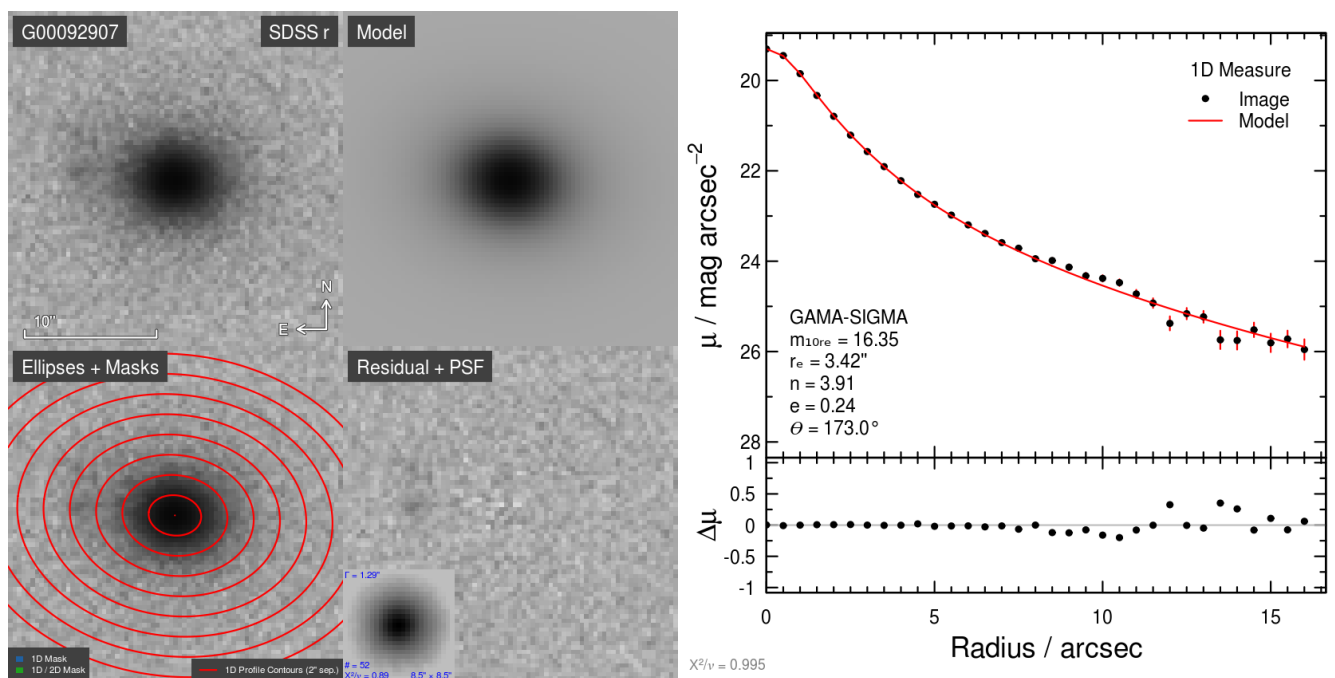 G00092907
SDSS r
Model
10"
N
E
Ellipses + Masks
1D Mask
1D / 2D Mask
1D Profile Contours (2" sep.)
Residual + PSF
Γ = 1.29"
# = 52
X²/ν = 0.89
8.5" × 8.5"
20
22
24
26
28
μ / mag arcsec⁻²
1D Measure
Image
Model
GAMA-SIGMA
m₁₀ᵣₑ = 16.35
rₑ = 3.42"
n = 3.91
e = 0.24
Θ = 173.0°
1
0.5
0
-0.5
-1
Δμ
0
5
10
15
Radius / arcsec
X²/ν = 0.995